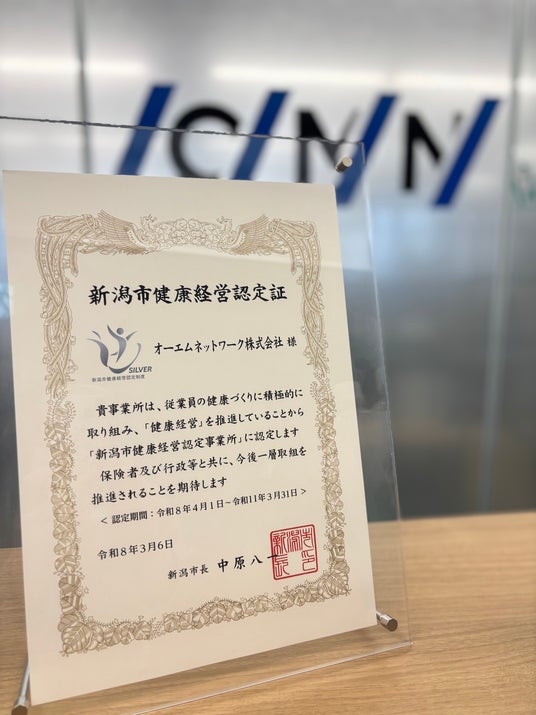 新潟市健康経営認定証
オーエムネットワーク株式会社 様
SILVER
新潟市健康経営認定制度
貴事業所は、従業員の健康づくりに積極的に
取り組み、「健康経営」を推進していることから
「新潟市健康経営認定事業所」に認定します
保険者及び行政等と共に、今後一層取組を
推進されることを期待します
< 認定期間：令和8年4月1日～令和11年3月31日 >
令和8年3月6日
新潟市長 中原八一